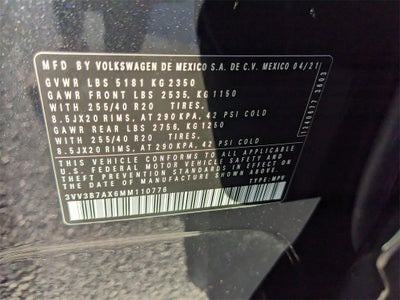 MFD BY VOLKSWAGEN DE MEXICO S.A. DE C.V. MEXICO 04/21
GVWR LBS 5181 KG 2350
GAWR FRONT LBS 2535, KG 1150
WITH 255/40 R20 TIRES,
8.5JX20 RIMS, AT 290 KPA, 42 PSI COLD
GAWR REAR LBS 2756, KG 1250
WITH 255/40 R20 TIRES,
8.5JX20 RIMS, AT 290 KPA, 42 PSI COLD
THIS VEHICLE CONFORMS TO ALL APPLICABLE
U.S. FEDERAL MOTOR VEHICLE SAFETY AND
THEFT PREVENTION STANDARDS IN EFFECT ON
THE DATE OF MANUFACTURE SHOWN ABOVE.
3VV3B7AX6MM110776 TYPE: MPV